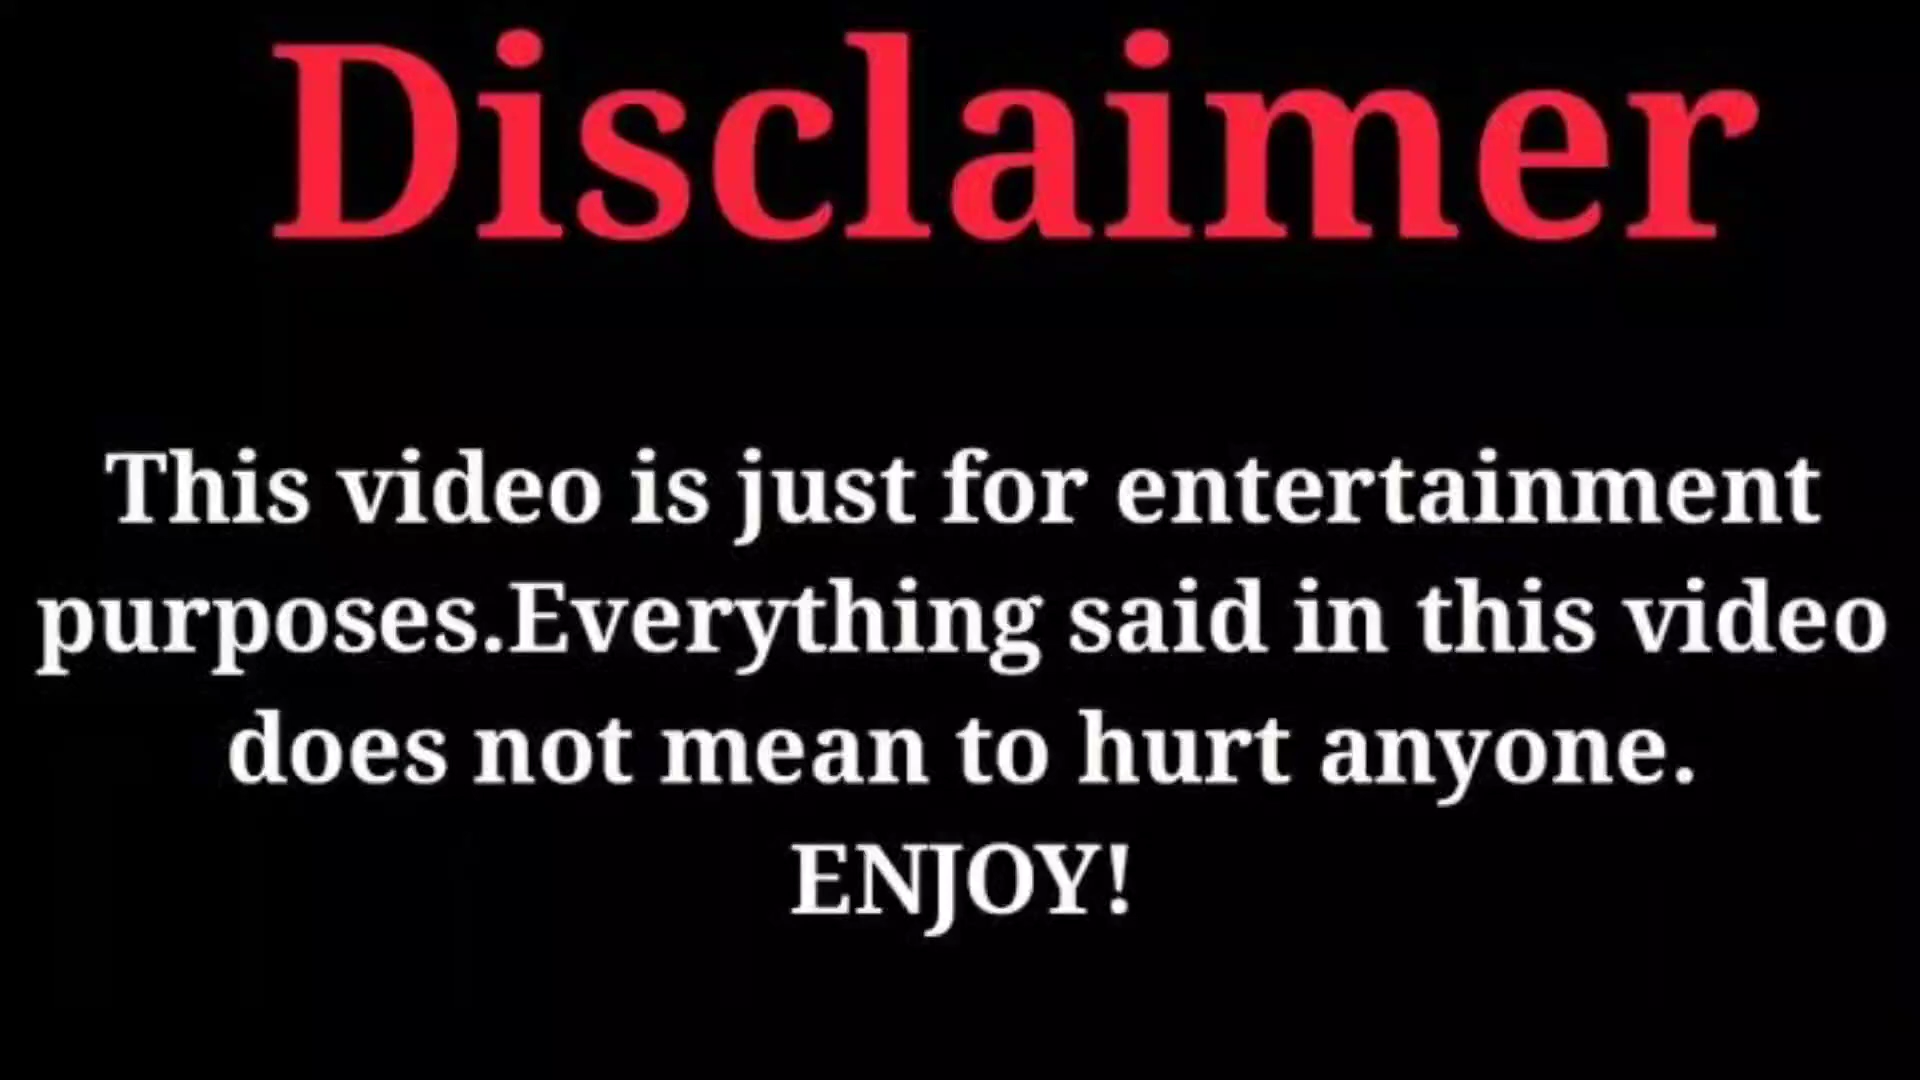 Disclaimer
This video is just for entertainment
purposes.Everything said in this video
does not mean to hurt anyone.
ENJOY!